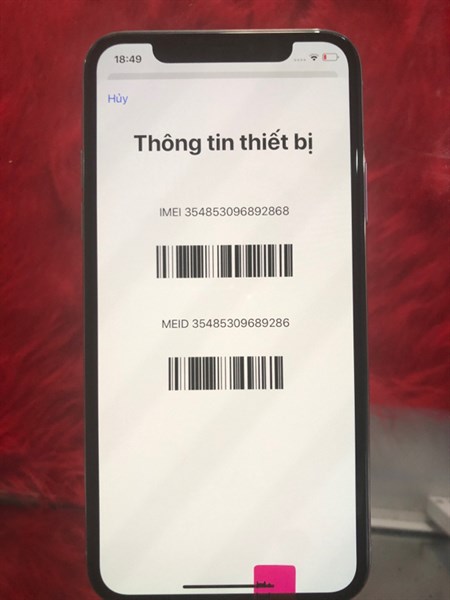 18:49
Hủy
Thông tin thiết bị
IMEI 354853096892868
MEID 35485309689286